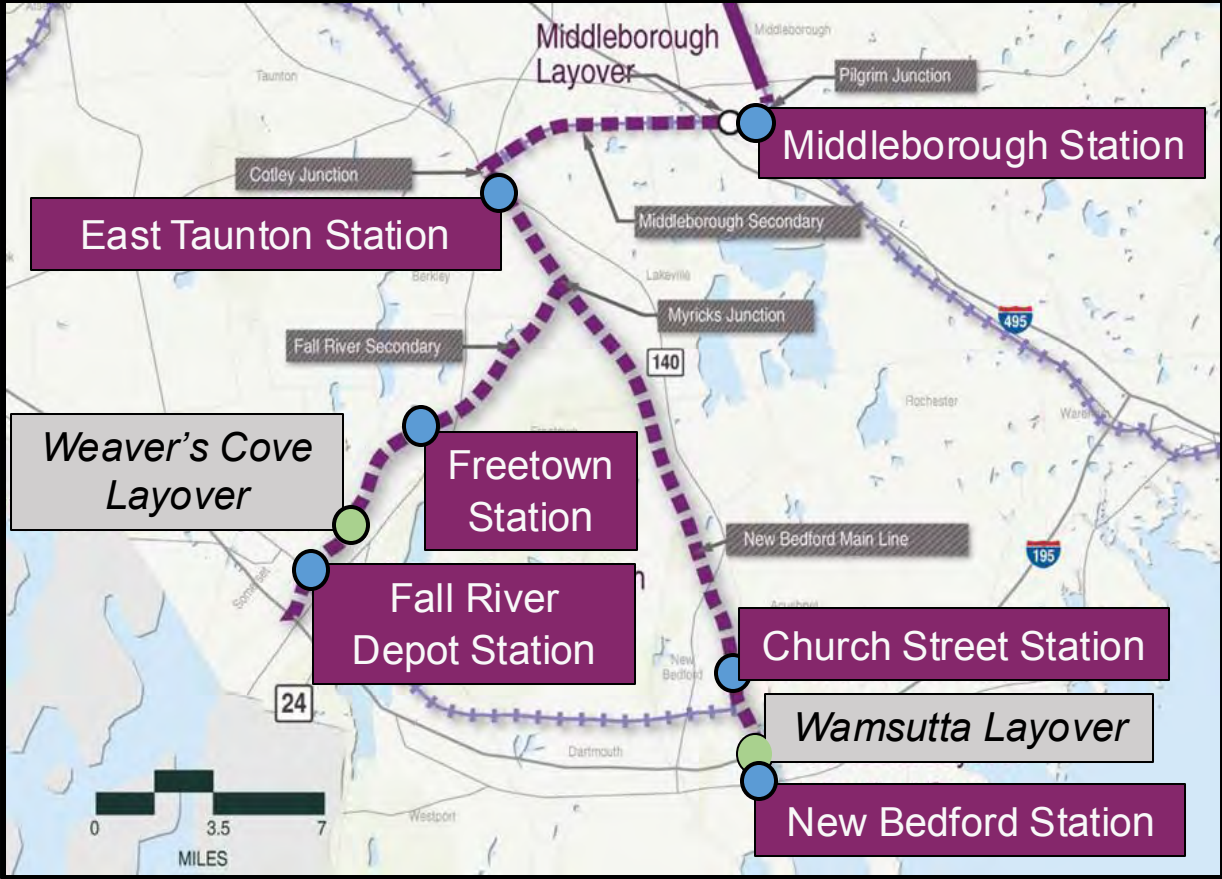 Taunton
Middleborough
Layover
Middleborough
Pilgrim Junction
Middleborough Station
Cotley Junction
East Taunton Station
Middleborough Secondary
Berkley
Lakeville
Myricks Junction
495
Fall River Secondary
140
Rochester
Weaver's Cove
Layover
Freetown
Station
New Bedford Main Line
195
Somerset
Fall River
Depot Station
Church Street Station
New
Bedford
24
Wamsutta Layover
Dartmouth
New Bedford Station
Westport
0
3.5
7
MILES